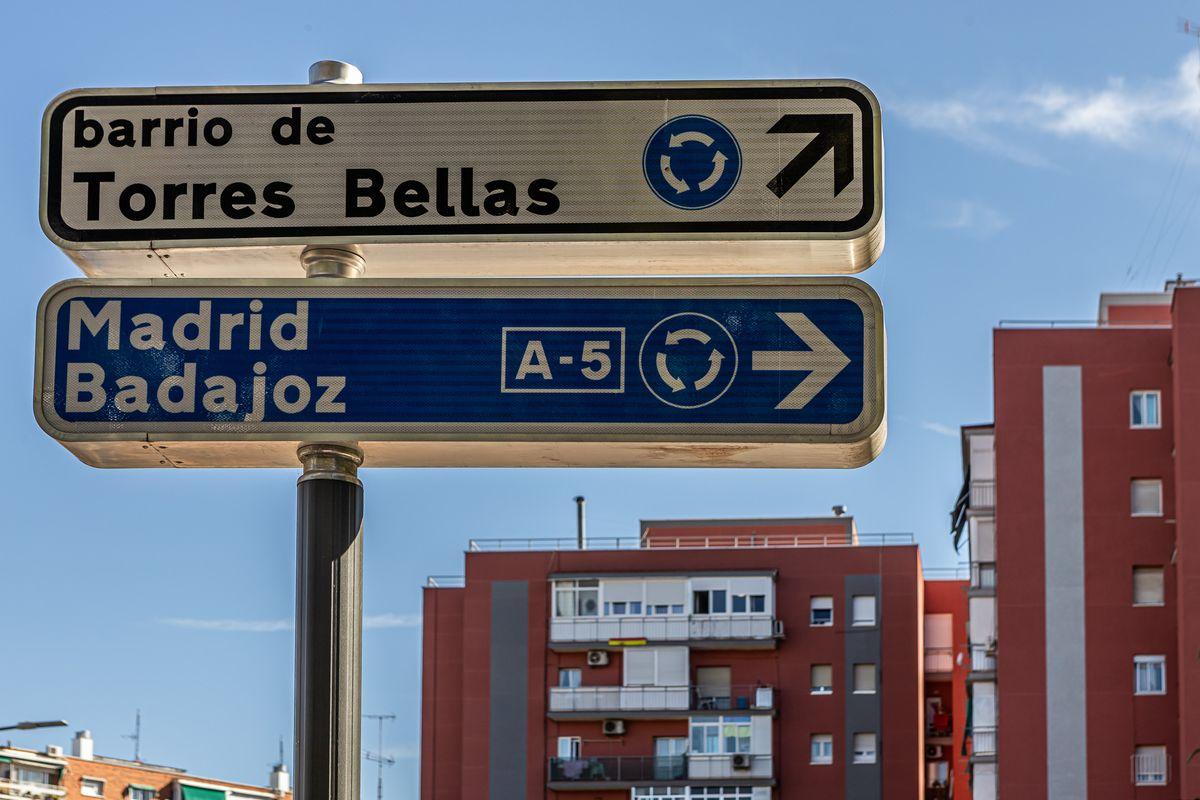 barrio de
Torres Bellas
Madrid
Badajoz
A-5